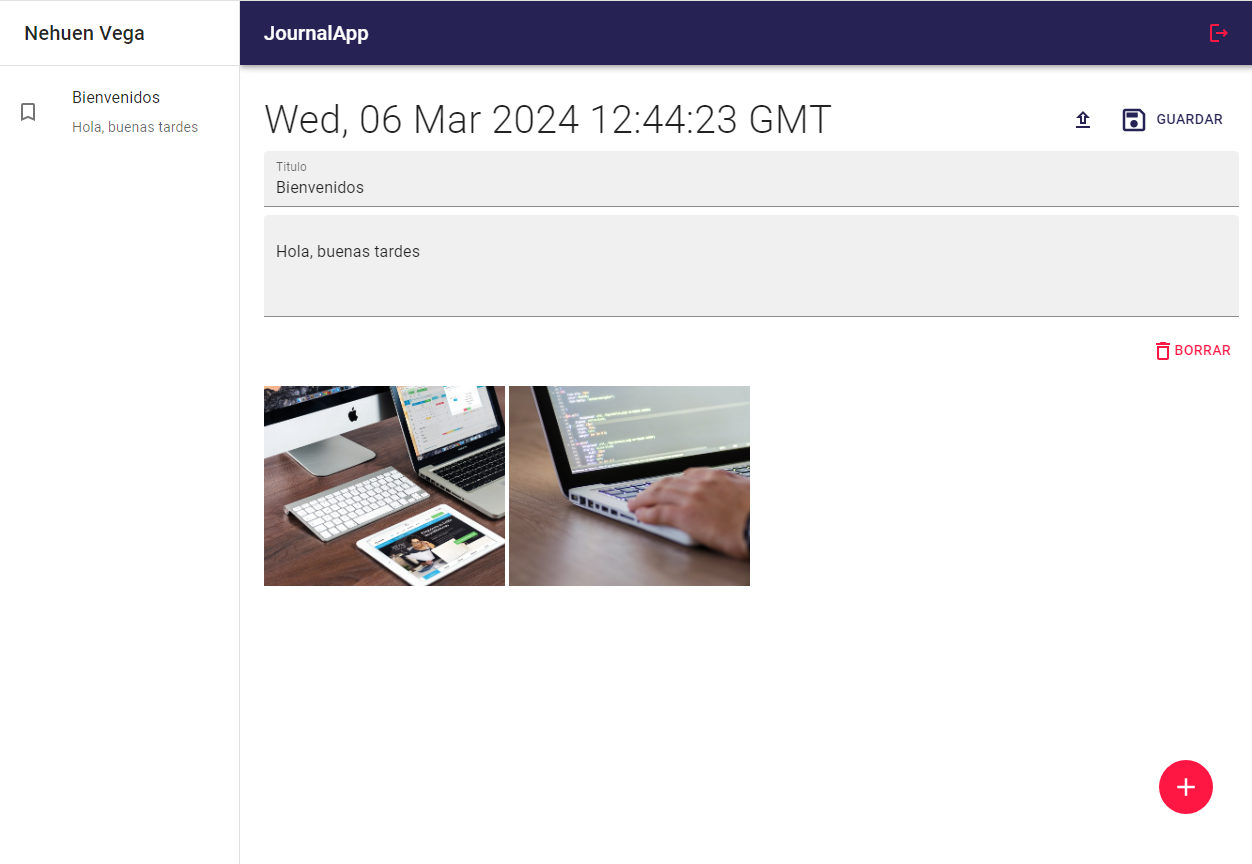 Nehuen Vega
JournalApp
Bienvenidos
Hola, buenas tardes
Wed, 06 Mar 2024 12:44:23 GMT
GUARDAR
Título
Bienvenidos
Hola, buenas tardes
BORRAR